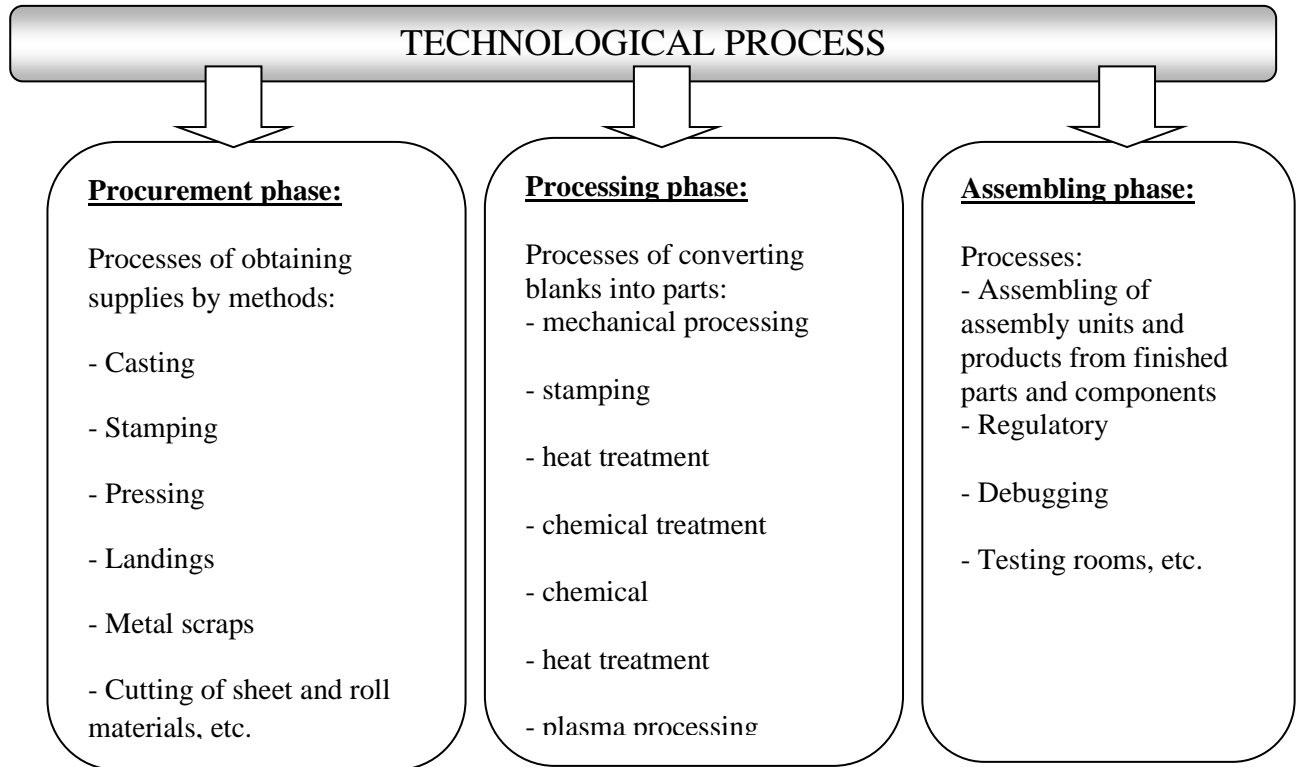 TECHNOLOGICAL PROCESS
Procurement phase:
Processes of obtaining
supplies by methods:
- Casting
- Stamping
- Pressing
- Landings
- Metal scraps
- Cutting of sheet and roll
materials, etc.
Processing phase:
Processes of converting
blanks into parts:
- mechanical processing
- stamping
- heat treatment
- chemical treatment
- chemical
- heat treatment
- plasma processing
Assembling phase:
Processes:
- Assembling of
assembly units and
products from finished
parts and components
- Regulatory
- Debugging
- Testing rooms, etc.